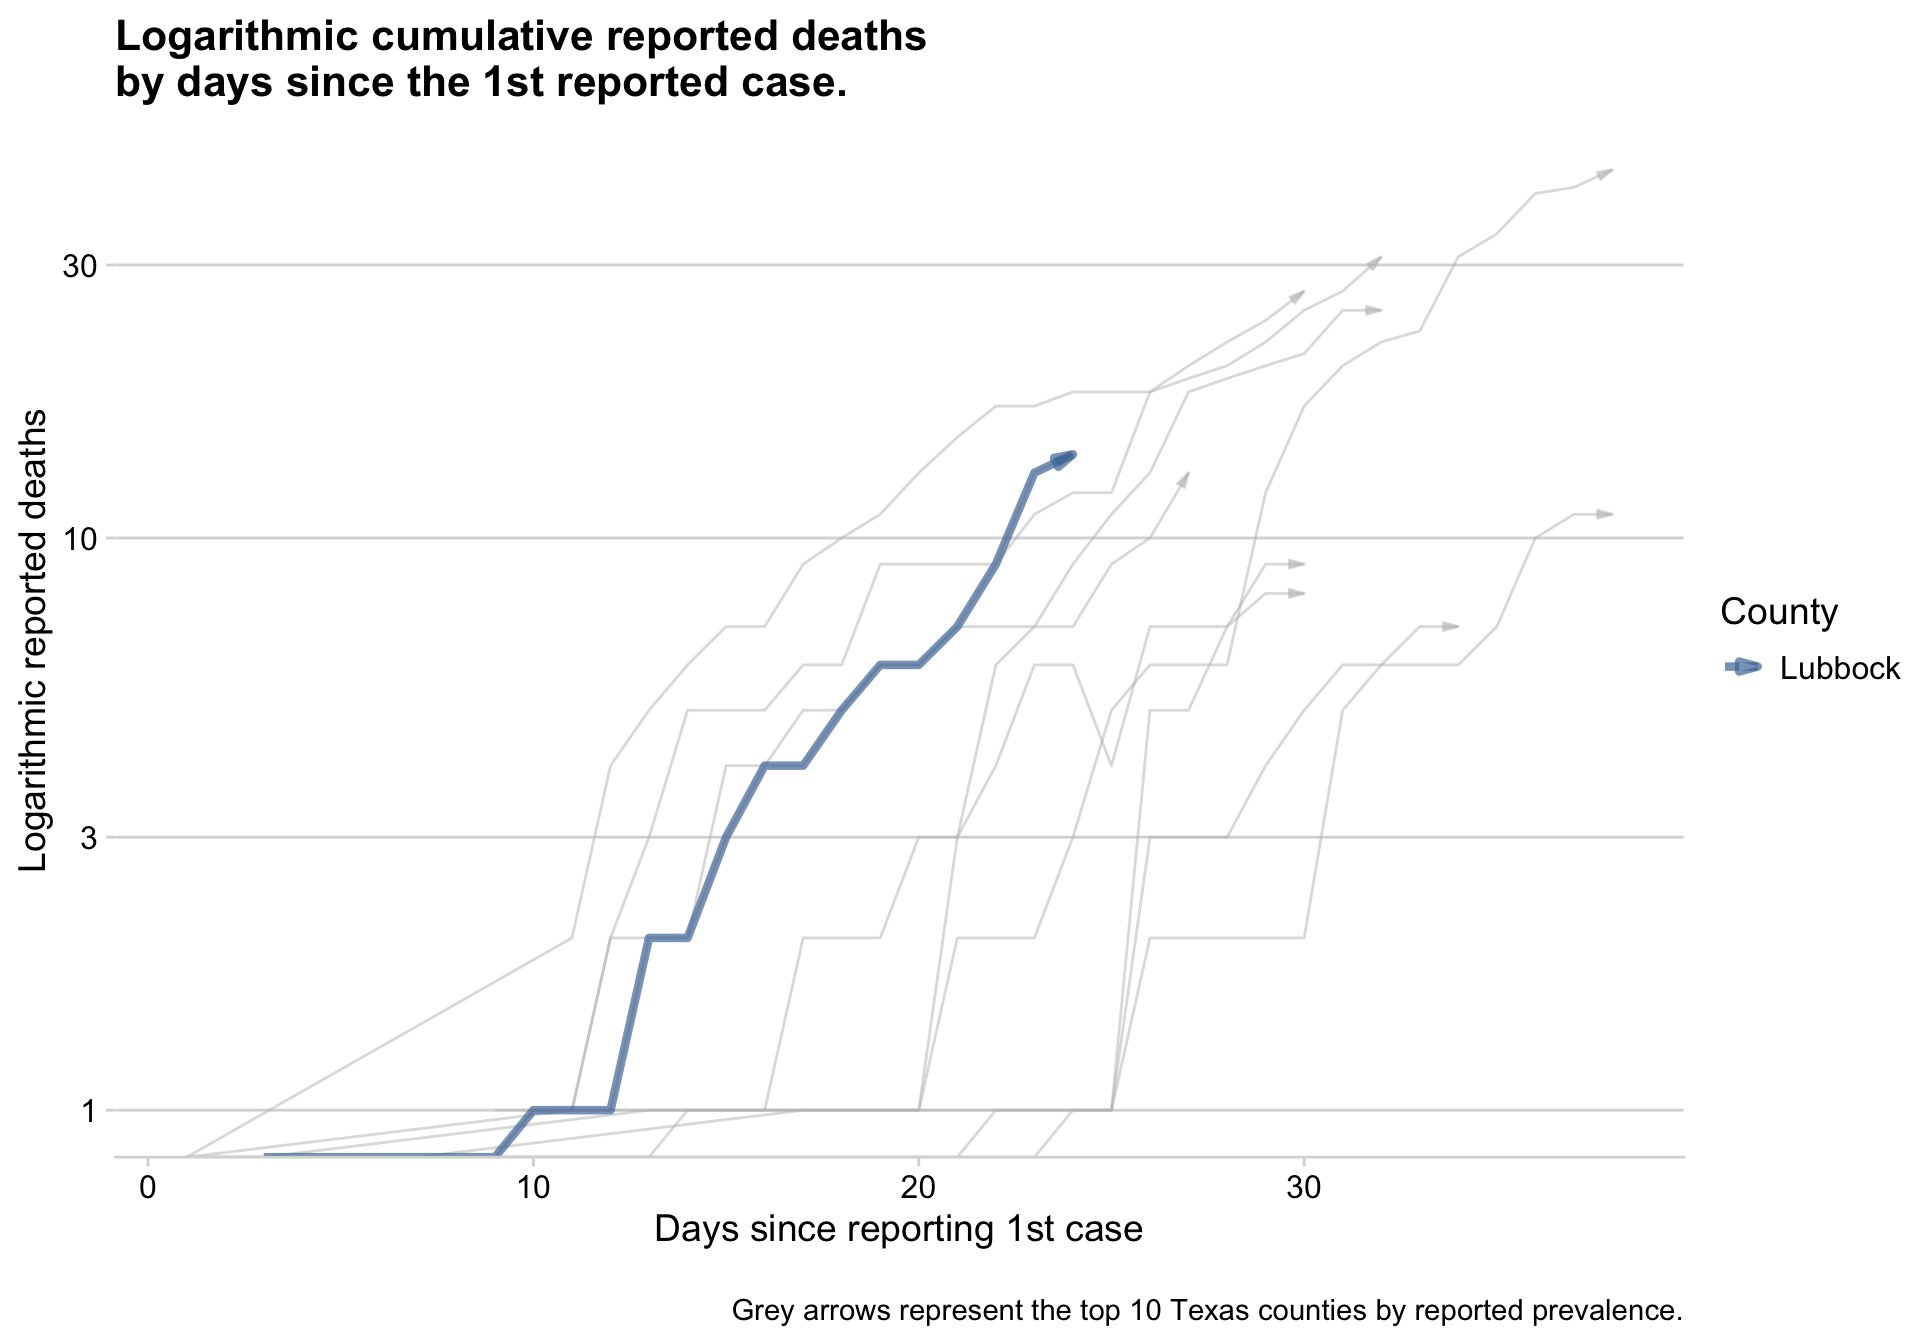 Logarithmic cumulative reported deaths
by days since the 1st reported case.
30
10
3
1
Logarithmic reported deaths
0 10 20 30
Days since reporting 1st case
County
Lubbock
Grey arrows represent the top 10 Texas counties by reported prevalence.